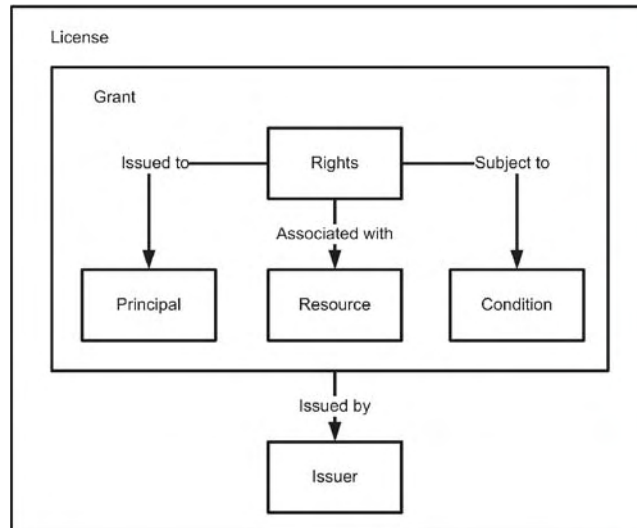 License
Grant
Issued to
Rights
Subject to
Associated with
Principal
Resource
Condition
Issued by
Issuer